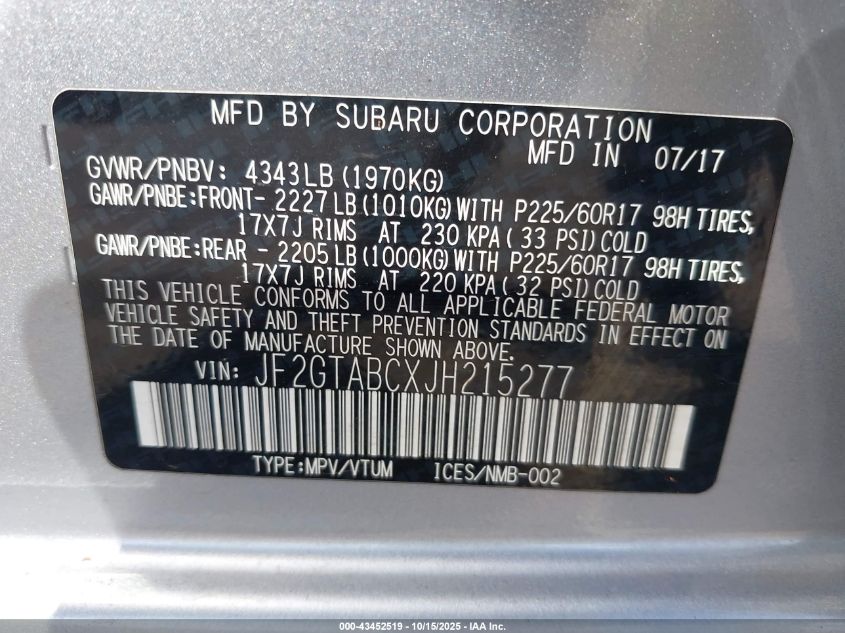 MFD BY SUBARU CORPORATION
MFD IN 07/17
GVWR/PNBV: 4343LB (1970KG)
GAWR/PNBE:FRONT- 2227LB(1010KG)WITH P225/60R17 98H TIRES,
17X7J RIMS AT 230 KPA( 33 PSI)COLD
GAWR/PNBE:REAR - 2205LB(1000KG)WITH P225/60R17 98H TIRES,
17X7J RIMS AT 220 KPA( 32 PSI)COLD
THIS VEHICLE CONFORMS TO ALL APPLICABLE FEDERAL MOTOR
VEHICLE SAFETY AND THEFT PREVENTION STANDARDS IN EFFECT ON
THE DATE OF MANUFACTURE SHOWN ABOVE.
VIN: JF2GTABCXJH215277
TYPE:MPV/VTUM ICES/NMB-002
000-43452519 - 10/15/2025 - IAA Inc.